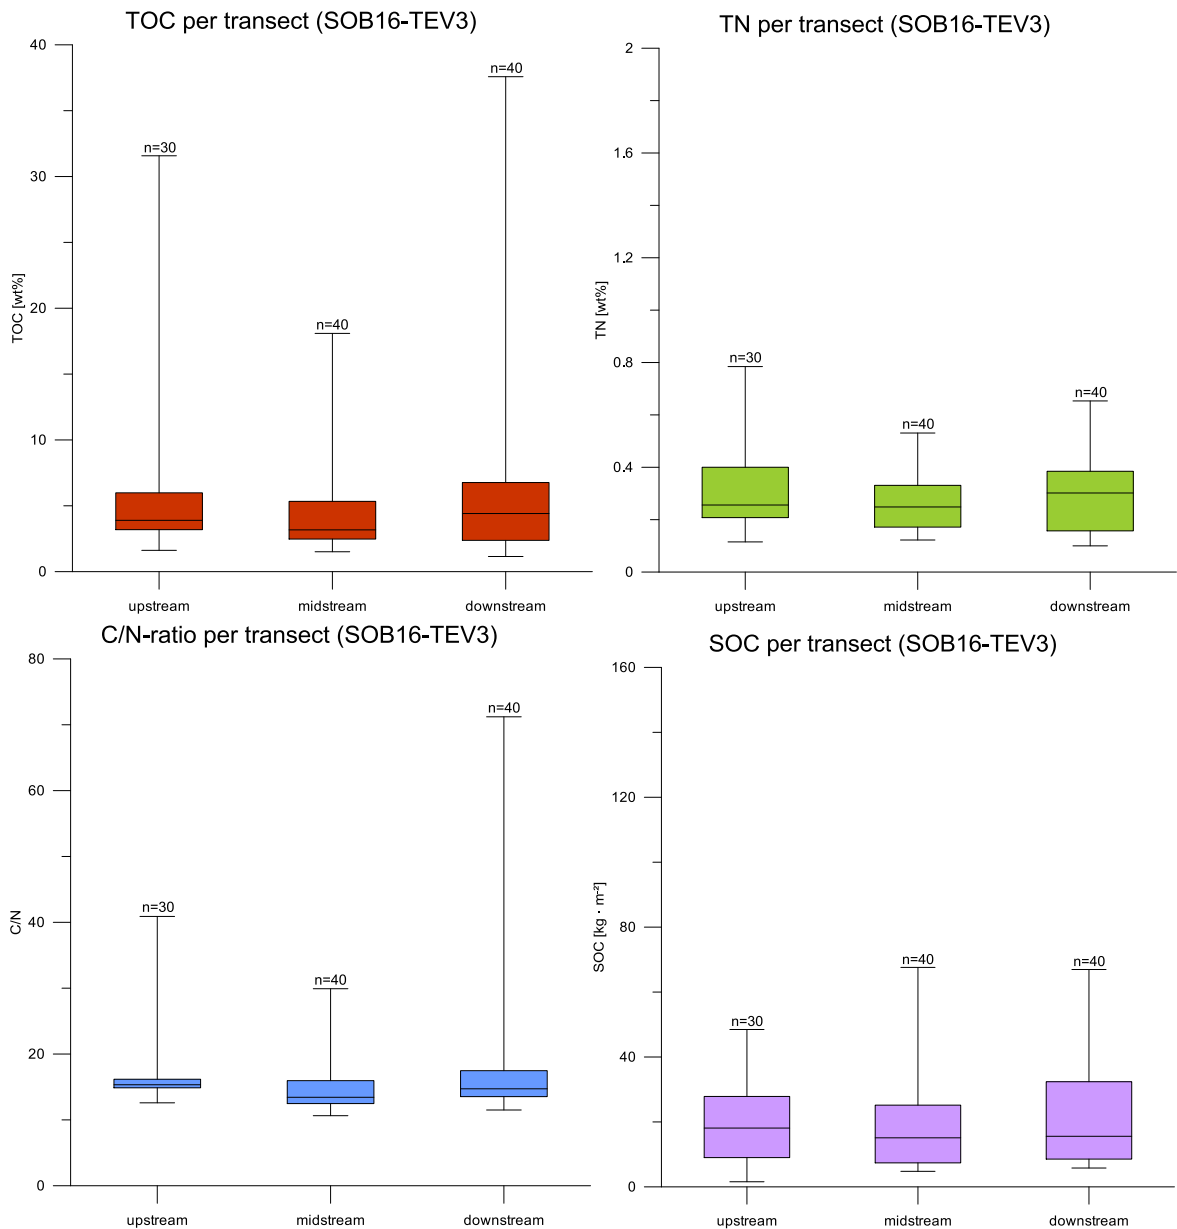 TOC per transect (SOB16-TEV3)
40
30
20
10
0
TOC [wt%]
n=30
n=40
n=40
upstream
midstream
downstream
TN per transect (SOB16-TEV3)
2
1.6
1.2
0.8
0.4
0
TN [wt%]
n=30
n=40
n=40
upstream
midstream
downstream
C/N-ratio per transect (SOB16-TEV3)
80
60
40
20
0
C/N
n=30
n=40
n=40
upstream
midstream
downstream
SOC per transect (SOB16-TEV3)
160
120
80
40
0
SOC [kg · m⁻²]
n=30
n=40
n=40
upstream
midstream
downstream